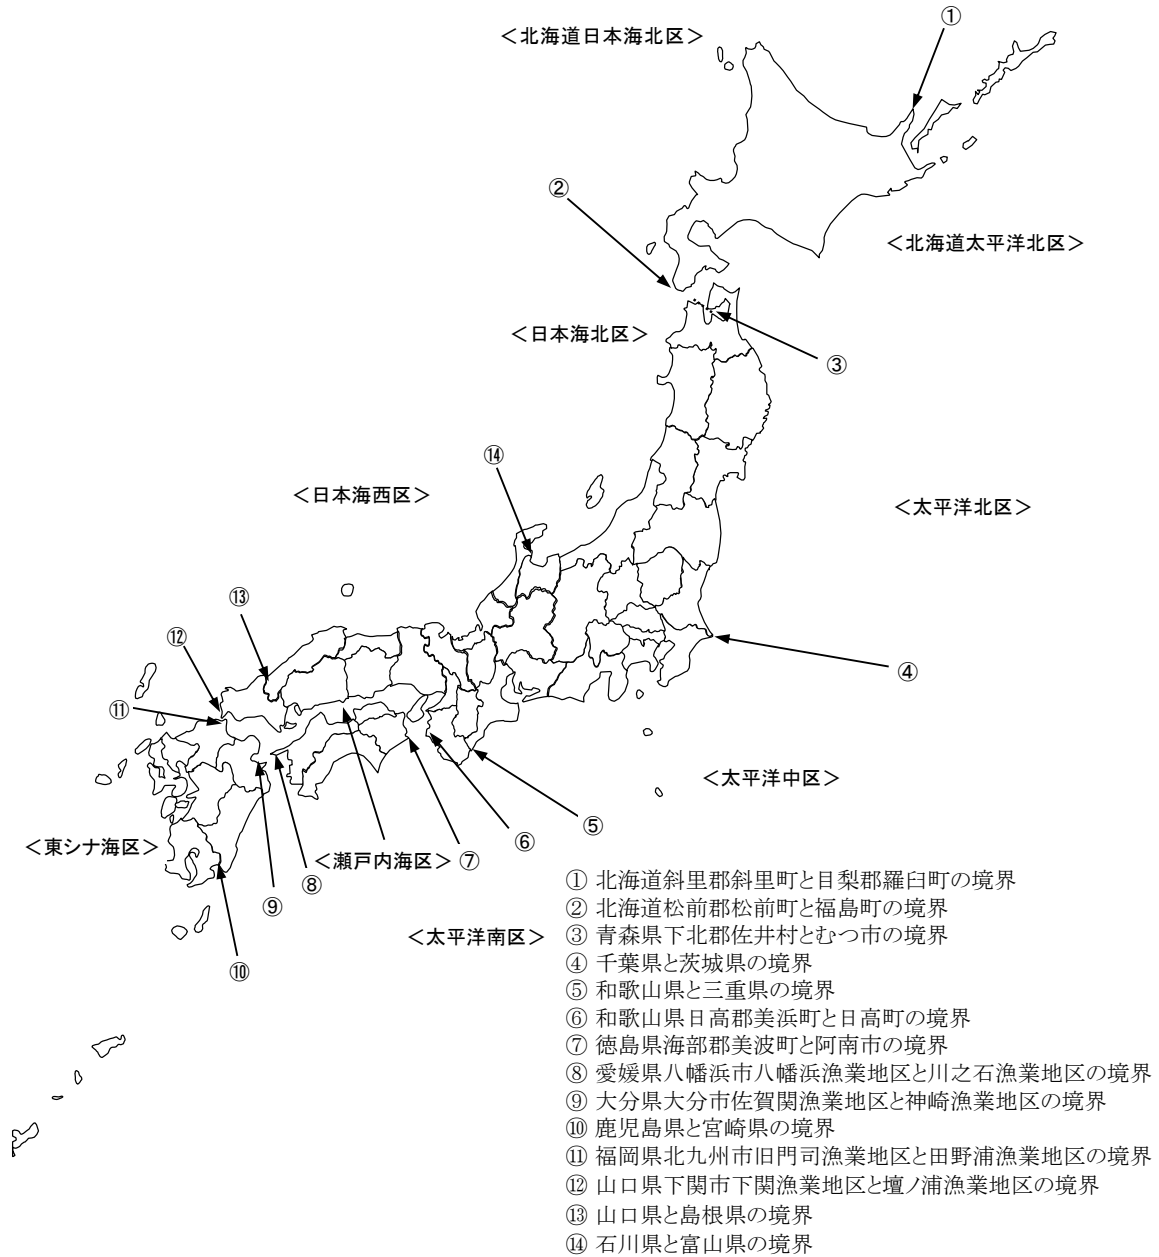 ①
＜北海道日本海北区＞
②
＜北海道太平洋北区＞
＜日本海北区＞
③
⑭
＜日本海西区＞
＜太平洋北区＞
⑬
⑫
④
⑪
＜太平洋中区＞
⑤
⑥
＜東シナ海区＞
＜瀬戸内海区＞
⑦
⑧
⑨
＜太平洋南区＞
⑩
① 北海道斜里郡斜里町と目梨郡羅臼町の境界
② 北海道松前郡松前町と福島町の境界
③ 青森県下北郡佐井村とむつ市の境界
④ 千葉県と茨城県の境界
⑤ 和歌山県と三重県の境界
⑥ 和歌山県日高郡美浜町と日高町の境界
⑦ 徳島県海部郡美波町と阿南市の境界
⑧ 愛媛県八幡浜市八幡浜漁業地区と川之石漁業地区の境界
⑨ 大分県大分市佐賀関漁業地区と神崎漁業地区の境界
⑩ 鹿児島県と宮崎県の境界
⑪ 福岡県北九州市旧門司漁業地区と田野浦漁業地区の境界
⑫ 山口県下関市下関漁業地区と壇ノ浦漁業地区の境界
⑬ 山口県と島根県の境界
⑭ 石川県と富山県の境界